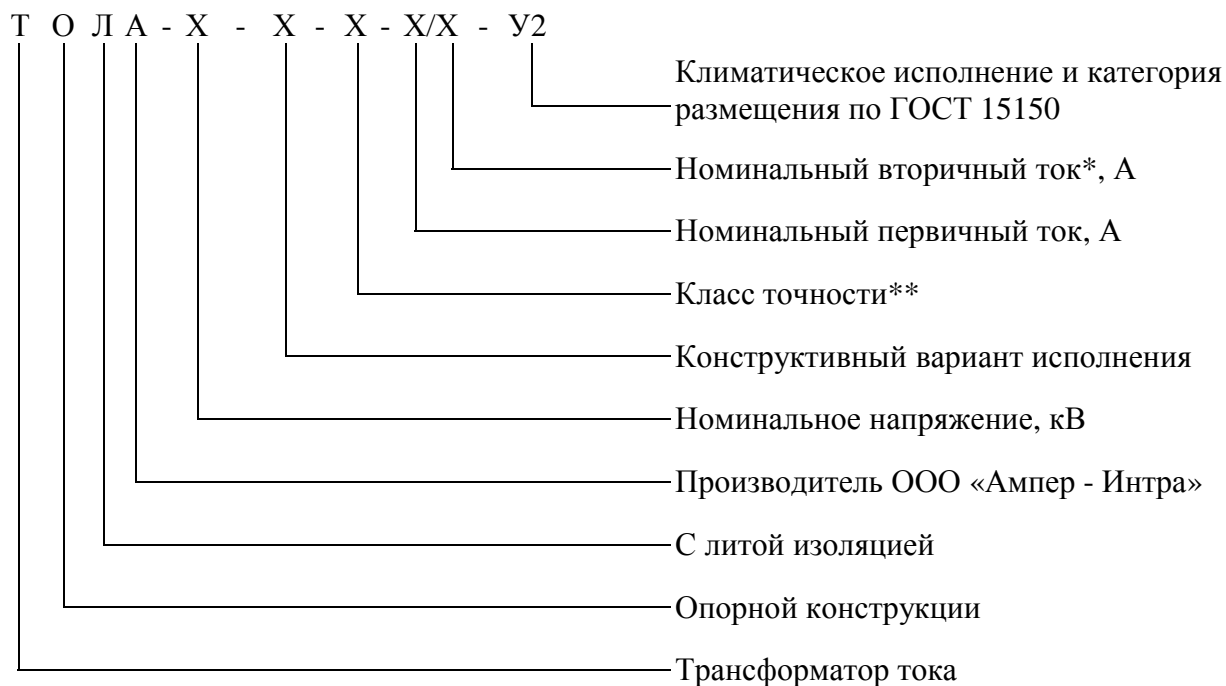 Т О Л А - Х - Х - Х - Х/Х - У2
Климатическое исполнение и категория
размещения по ГОСТ 15150
Номинальный вторичный ток*, А
Номинальный первичный ток, А
Класс точности**
Конструктивный вариант исполнения
Номинальное напряжение, кВ
Производитель ООО «Ампер - Интра»
С литой изоляцией
Опорной конструкции
Трансформатор тока